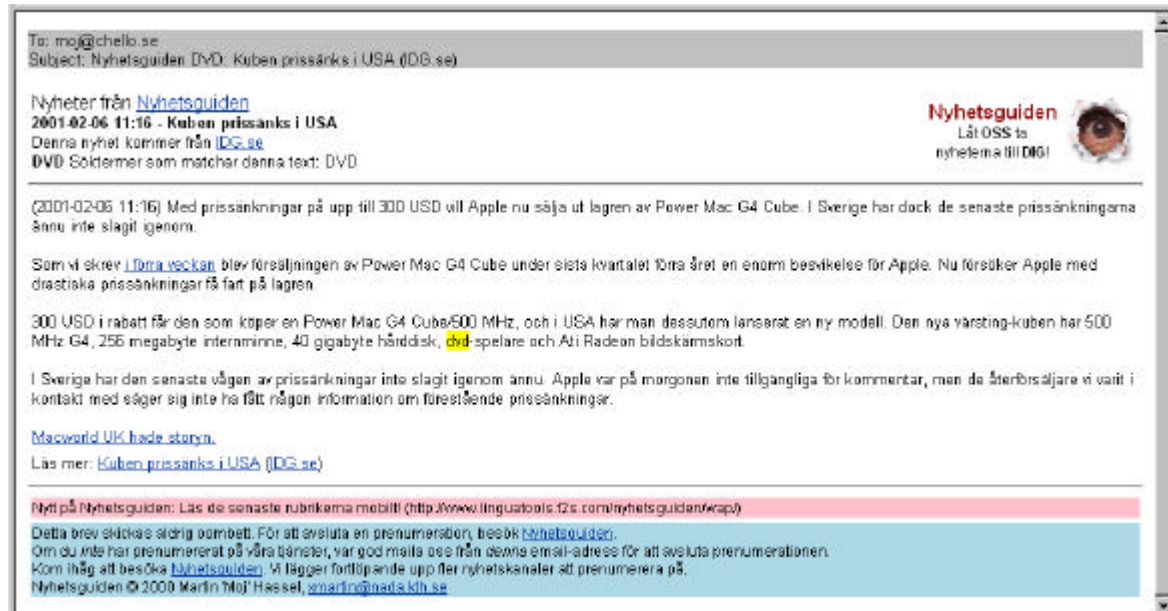 To: moj@chello.se
Subject: Nyhetsguiden DVD: Kuben prissänks i USA (IDG.se)
Nyheter från Nyhetsguiden
2001-02-06 11:16 - Kuben prissänks i USA
Denna nyhet kommer från IDG.se
DVD Söktermer som matchar denna text: DVD
Nyhetsguiden
Låt OSS ta
nyheterna till DIG!
(2001-02-06 11:16) Med prissänkningar på upp till 300 USD vill Apple nu sälja ut lagren av Power Mac G4 Cube. I Sverige har dock de senaste prissänkningarna
ännu inte slagit igenom.
Som vi skrev i förra veckan blev försäljningen av Power Mac G4 Cube under sista kvartalet förra året en enorm besvikelse för Apple. Nu försöker Apple med
drastiska prissänkningar få fart på lagren.
300 USD i rabatt får den som köper en Power Mac G4 Cube/500 MHz, och i USA har man dessutom lanserat en ny modell. Den nya värsting-kuben har 500
MHz G4, 256 megabyte internminne, 40 gigabyte hårddisk, dvd-spelare och Ati Radeon bildskärmskort.
I Sverige har den senaste vågen av prissänkningar inte slagit igenom ännu. Apple var på morgonen inte tillgängliga för kommentar, men de återförsäljare vi varit i
kontakt med säger sig inte ha fått någon information om förestående prissänkningar.
Macworld UK hade storyn.
Läs mer: Kuben prissänks i USA (IDG.se)
Nytt på Nyhetsguiden: Läs de senaste rubrikerna mobilt! (http://www.linguatools.f2s.com/nyhetsguiden/wap/)
Detta brev skickas aldrig oombett. För att avsluta en prenumeration, besök Nyhetsguiden.
Om du inte har prenumererat på våra tjänster, var god maila oss från denna email-adress för att avsluta prenumerationen.
Kom ihåg att besöka Nyhetsguiden. Vi lägger fortlöpande upp fler nyhetskanaler att prenumerera på.
Nyhetsguiden © 2000 Martin 'Moj' Hassel, xmartin@nada.kth.se